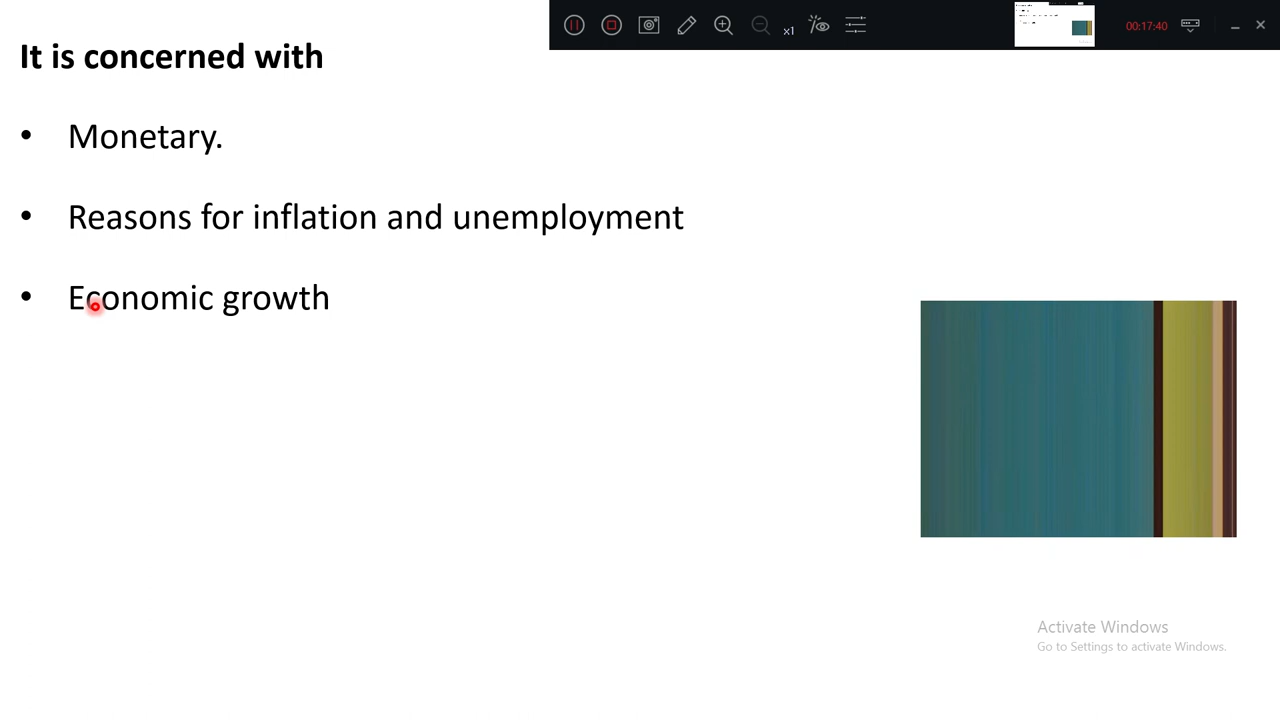 x1
00:17:40
It is concerned with
• Monetary.
• Reasons for inflation and unemployment
• Economic growth
Activate Windows
Go to Settings to activate Windows.